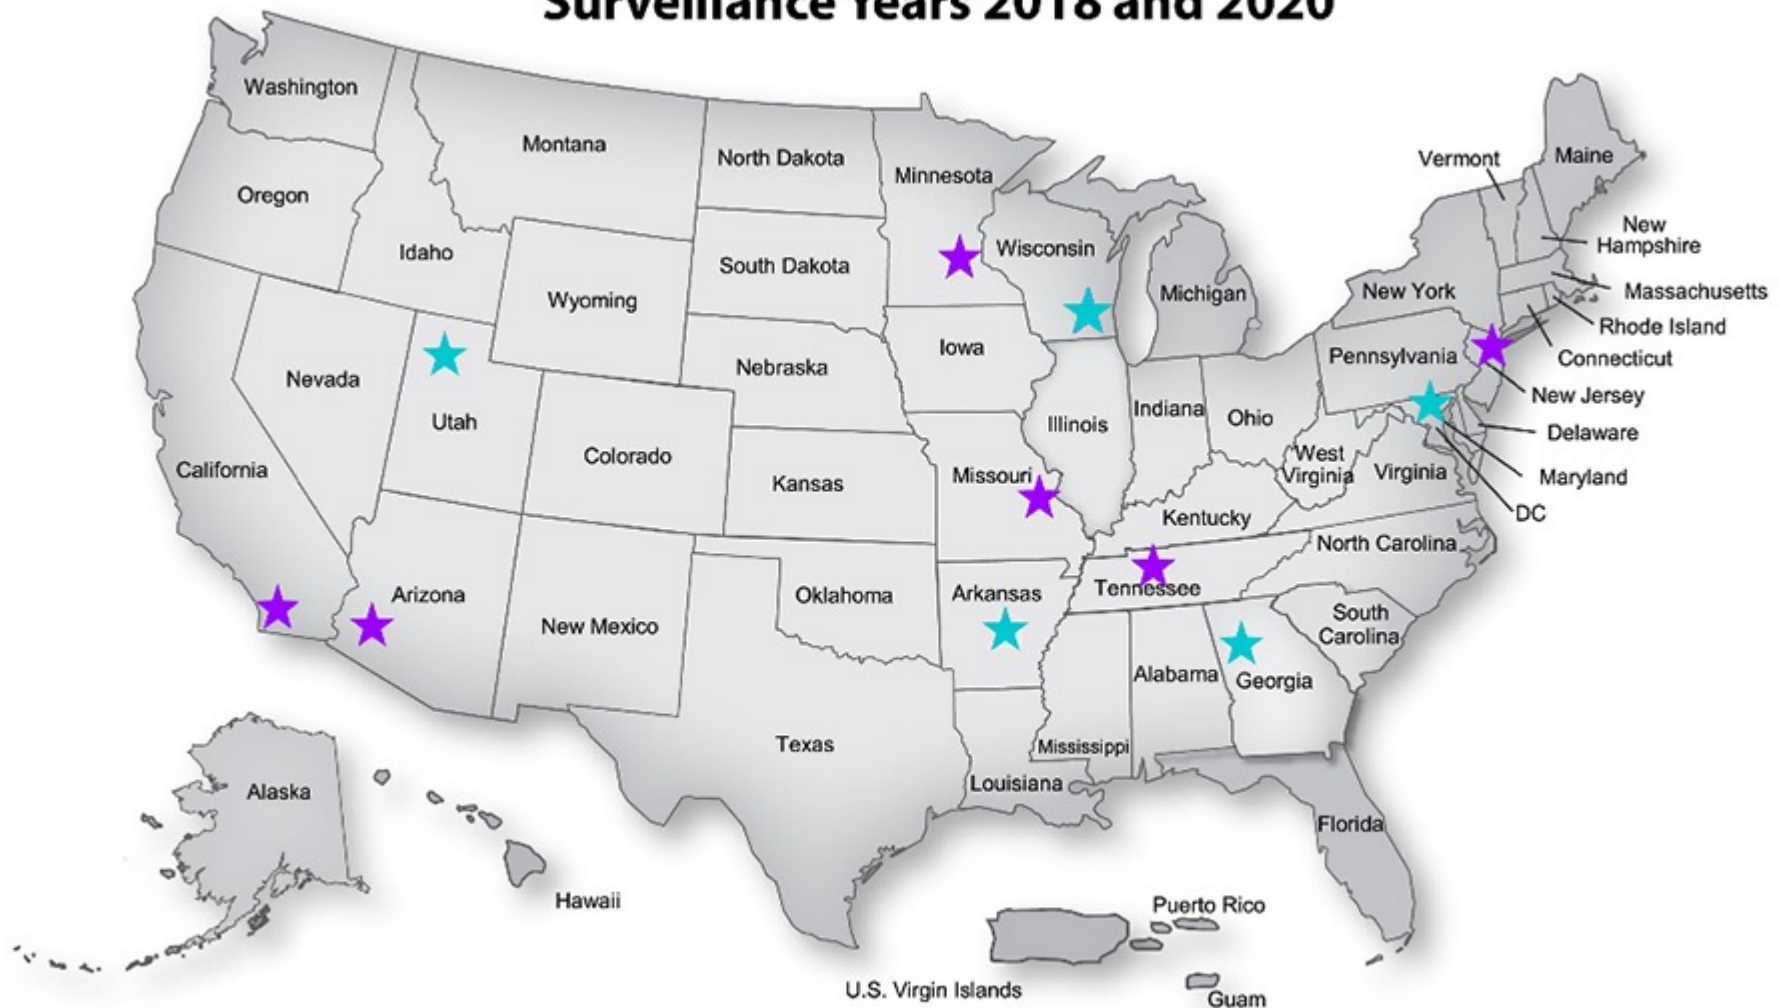 Surveillance Years 2018 and 2020
Washington
Montana
North Dakota
Minnesota
Vermont
Maine
Oregon
Idaho
Wyoming
South Dakota
Wisconsin
Michigan
New York
New
Hampshire
Massachusetts
Rhode Island
Connecticut
New Jersey
Delaware
Maryland
DC
Nevada
Utah
Colorado
Nebraska
Iowa
Illinois
Indiana
Ohio
Pennsylvania
West
Virginia
Virginia
California
Kansas
Missouri
Kentucky
North Carolina
Arizona
New Mexico
Oklahoma
Arkansas
Tennessee
South
Carolina
Alabama
Georgia
Mississippi
Texas
Louisiana
Florida
Alaska
Hawaii
Puerto Rico
U.S. Virgin Islands
Guam